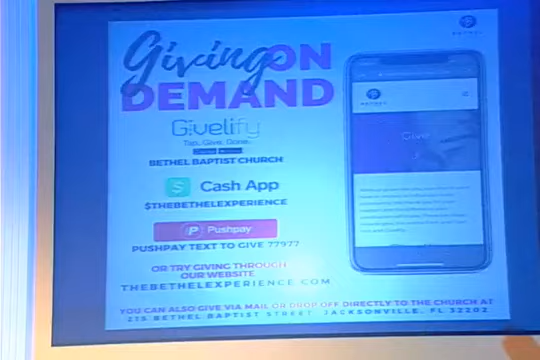 Giving ON
DEMAND
Givelify
Tap. Give. Done.
BETHEL BAPTIST CHURCH
Cash App
$THEBETHELEXPERIENCE
Pushpay
PUSHPAY TEXT TO GIVE 77977
OR TRY GIVING THROUGH
OUR WEBSITE
THEBETHELEXPERIENCE.COM
YOU CAN ALSO GIVE VIA MAIL OR DROP OFF DIRECTLY TO THE CHURCH AT
215 BETHEL BAPTIST STREET, JACKSONVILLE, FL 32202
BETHEL
Give